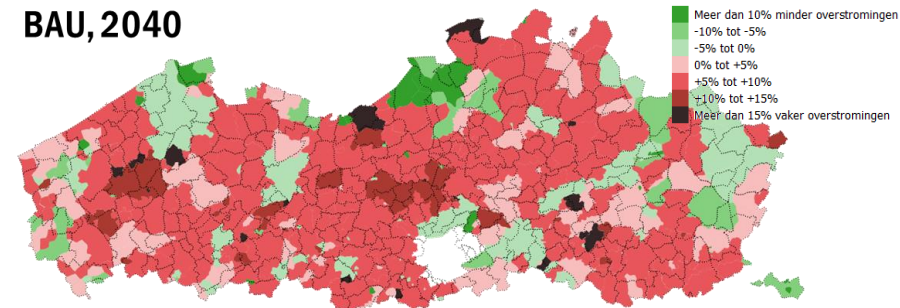 BAU, 2040
Meer dan 10% minder overstromingen
-10% tot -5%
-5% tot 0%
0% tot +5%
+5% tot +10%
+10% tot +15%
Meer dan 15% vaker overstromingen